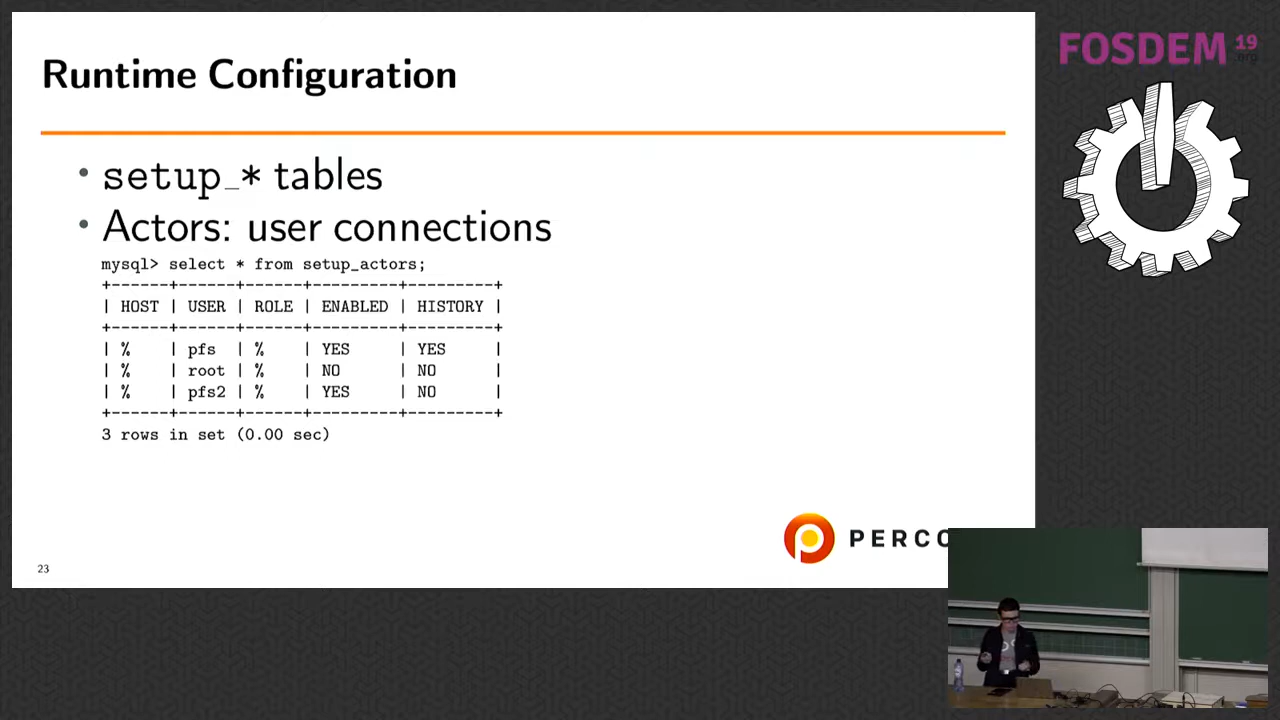 Runtime Configuration
• setup_* tables
• Actors: user connections
mysql> select * from setup_actors;
+------+------+------+---------+---------+
| HOST | USER | ROLE | ENABLED | HISTORY |
+------+------+------+---------+---------+
| %    | pfs  | %    | YES     | YES     |
| %    | root | %    | NO      | NO      |
| %    | pfs2 | %    | YES     | NO      |
+------+------+------+---------+---------+
3 rows in set (0.00 sec)
PERCO
23
FOSDEM 19
.org